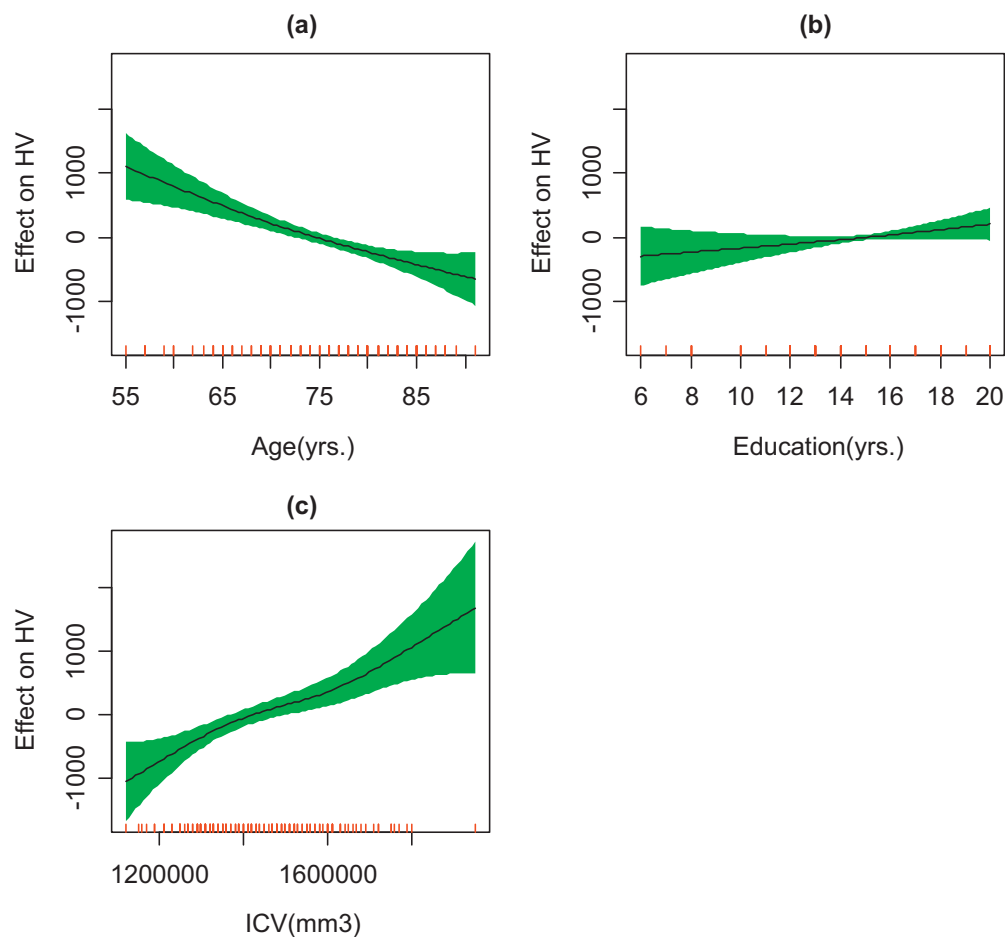 (a)
Effect on HV
1000
0
-1000
55 65 75 85
Age(yrs.)
(b)
Effect on HV
1000
0
-1000
6 8 10 12 14 16 18 20
Education(yrs.)
(c)
Effect on HV
1000
0
-1000
1200000 1600000
ICV(mm3)